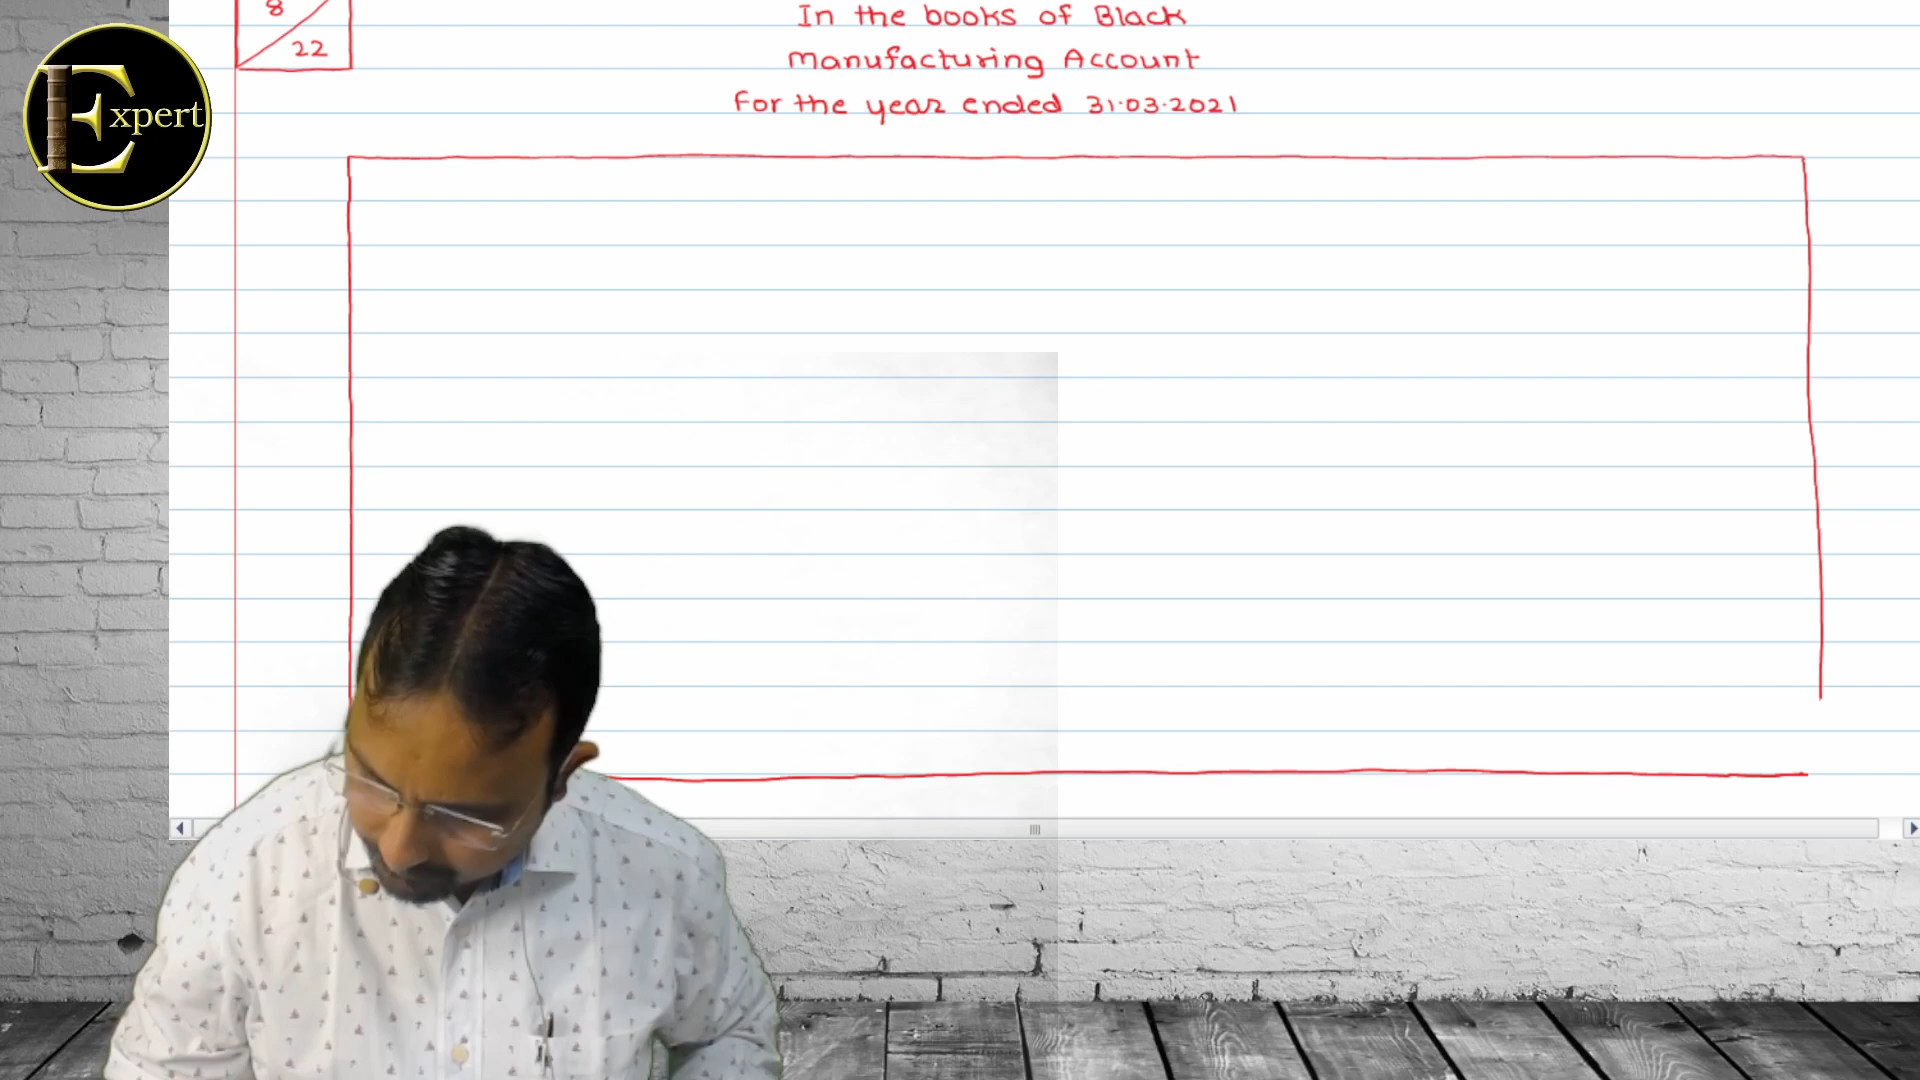 Expert
8
22
In the books of Black
Manufacturing Account
For the year ended 31.03.2021